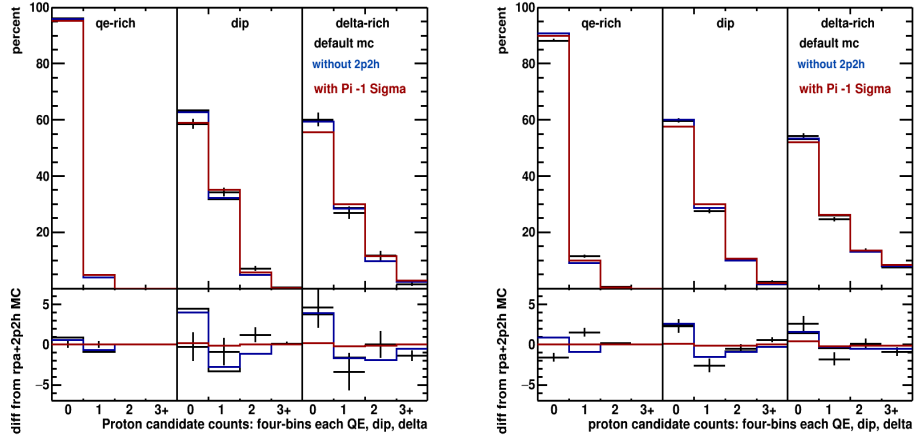 percent
qe-rich
dip
delta-rich
100
80
60
40
20
default mc
without 2p2h
with Pi -1 Sigma
diff from rpa+2p2h MC
5
0
−5
0 1 2 3+ 0 1 2 3+ 0 1 2 3+
Proton candidate counts: four-bins each QE, dip, delta
percent
qe-rich
dip
delta-rich
100
80
60
40
20
default mc
without 2p2h
with Pi -1 Sigma
diff from rpa+2p2h MC
5
0
−5
0 1 2 3+ 0 1 2 3+ 0 1 2 3+
proton candidate counts: four-bins each QE, dip, delta